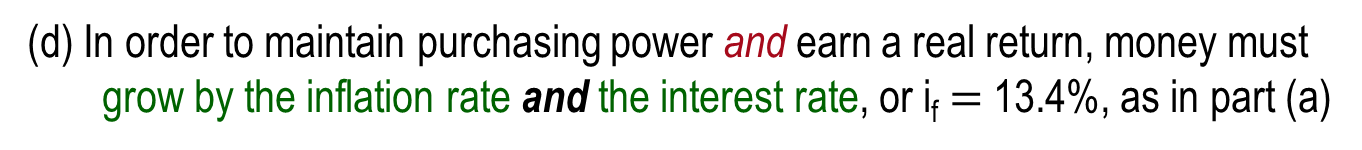 (d) In order to maintain purchasing power and earn a real return, money must
grow by the inflation rate and the interest rate, or if = 13.4%, as in part (a)